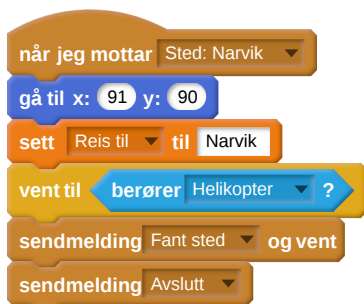 når jeg mottar Sted: Narvik
gå til x: 91 y: 90
sett Reis til til Narvik
vent til berører Helikopter ?
sendmelding Fant sted og vent
sendmelding Avslutt